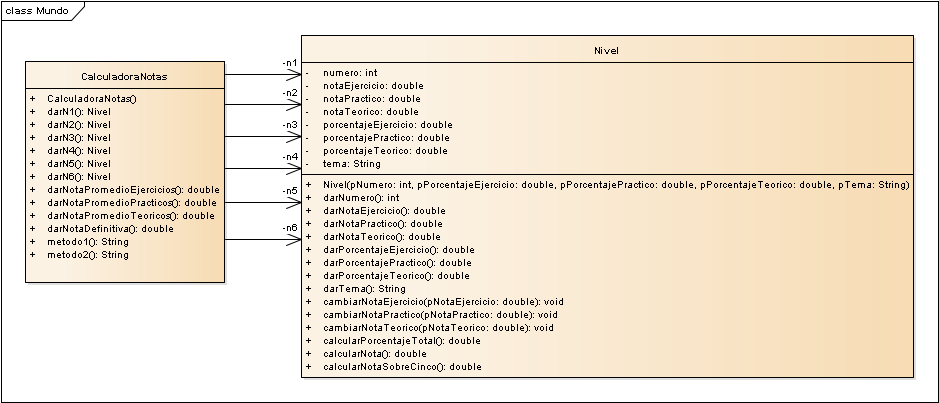 class Mundo
CalculadoraNotas
+ CalculadoraNotas()
+ darN1(): Nivel
+ darN2(): Nivel
+ darN3(): Nivel
+ darN4(): Nivel
+ darN5(): Nivel
+ darN6(): Nivel
+ darNotaPromedioEjercicios(): double
+ darNotaPromedioPracticos(): double
+ darNotaPromedioTeoricos(): double
+ darNotaDefinitiva(): double
+ metodo1(): String
+ metodo2(): String
-n1
-n2
-n3
-n4
-n5
-n6
Nivel
- numero: int
- notaEjercicio: double
- notaPractico: double
- notaTeorico: double
- porcentajeEjercicio: double
- porcentajePractico: double
- porcentajeTeorico: double
- tema: String
+ Nivel(pNumero: int, pPorcentajeEjercicio: double, pPorcentajePractico: double, pPorcentajeTeorico: double, pTema: String)
+ darNumero(): int
+ darNotaEjercicio(): double
+ darNotaPractico(): double
+ darNotaTeorico(): double
+ darPorcentajeEjercicio(): double
+ darPorcentajePractico(): double
+ darPorcentajeTeorico(): double
+ darTema(): String
+ cambiarNotaEjercicio(pNotaEjercicio: double): void
+ cambiarNotaPractico(pNotaPractico: double): void
+ cambiarNotaTeorico(pNotaTeorico: double): void
+ calcularPorcentajeTotal(): double
+ calcularNota(): double
+ calcularNotaSobreCinco(): double